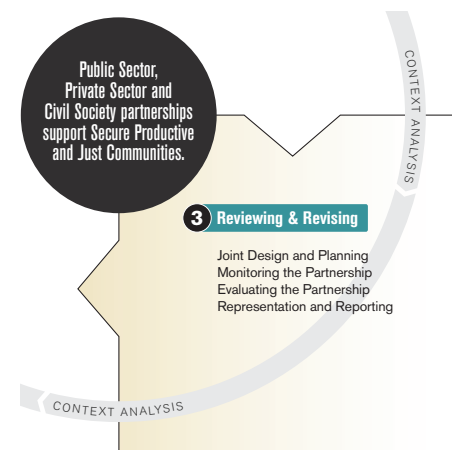 Public Sector,
Private Sector and
Civil Society partnerships
support Secure Productive
and Just Communities.
CONTEXT ANALYSIS
3 Reviewing & Revising
Joint Design and Planning
Monitoring the Partnership
Evaluating the Partnership
Representation and Reporting
CONTEXT ANALYSIS